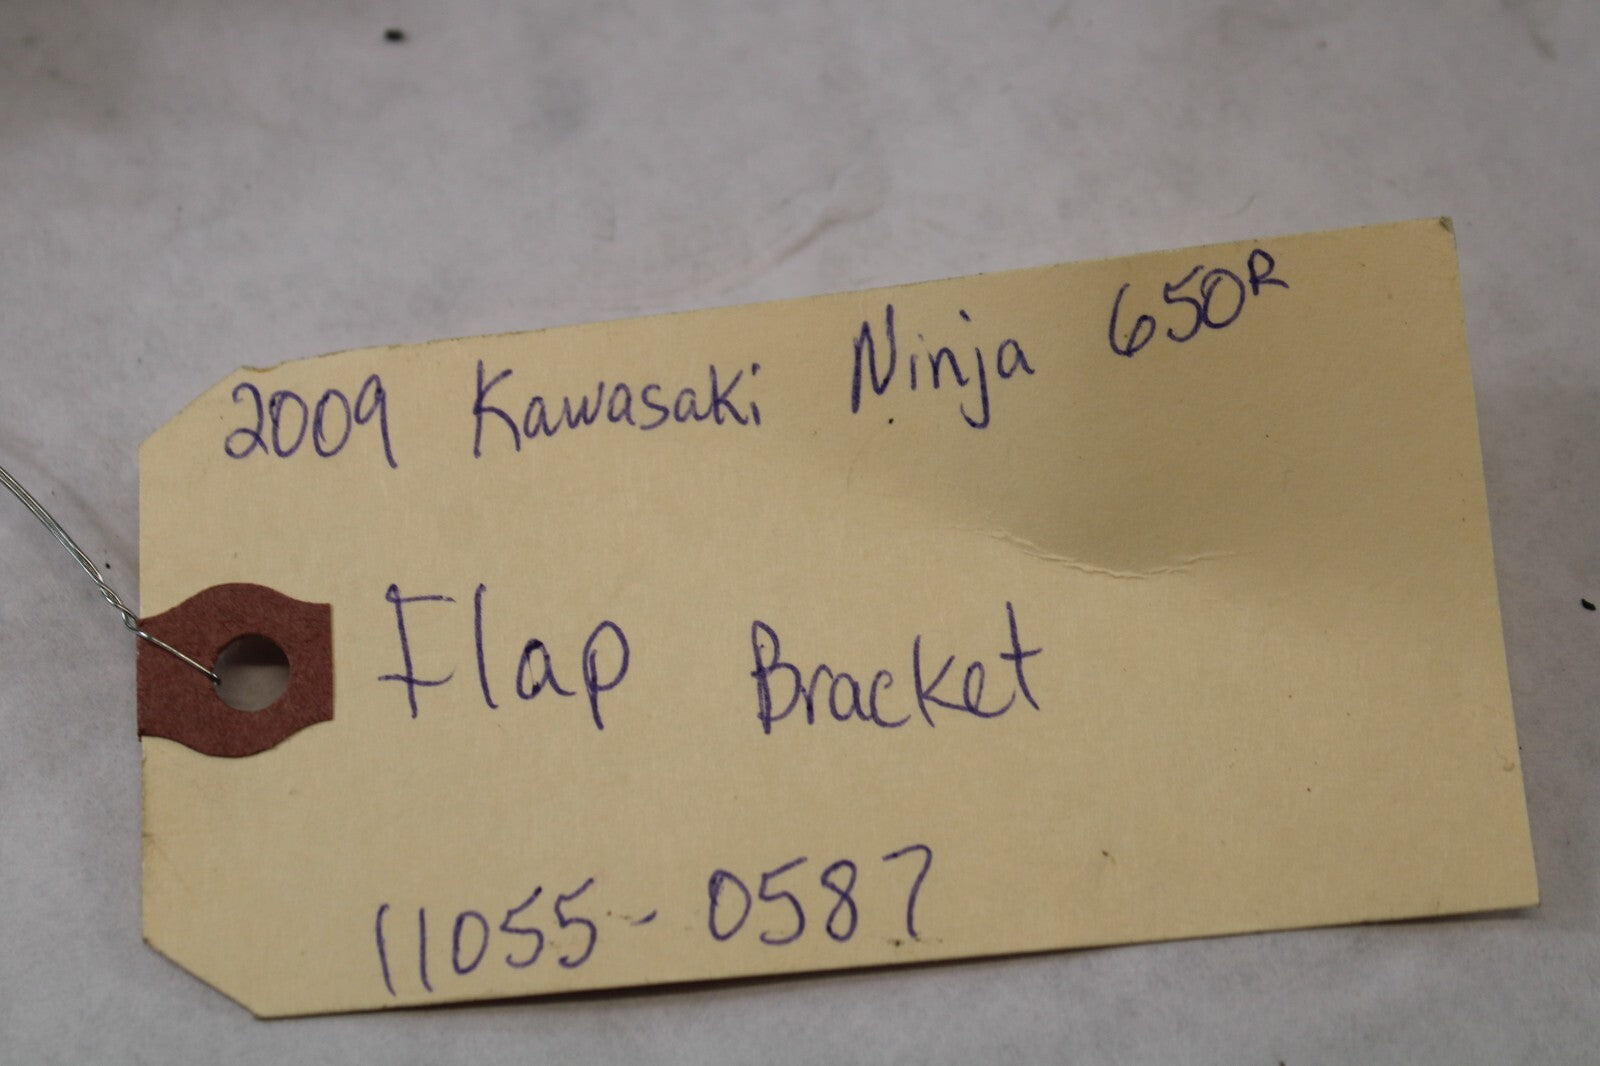 2009 Kawasaki Ninja 650R
Flap Bracket
11055-0587